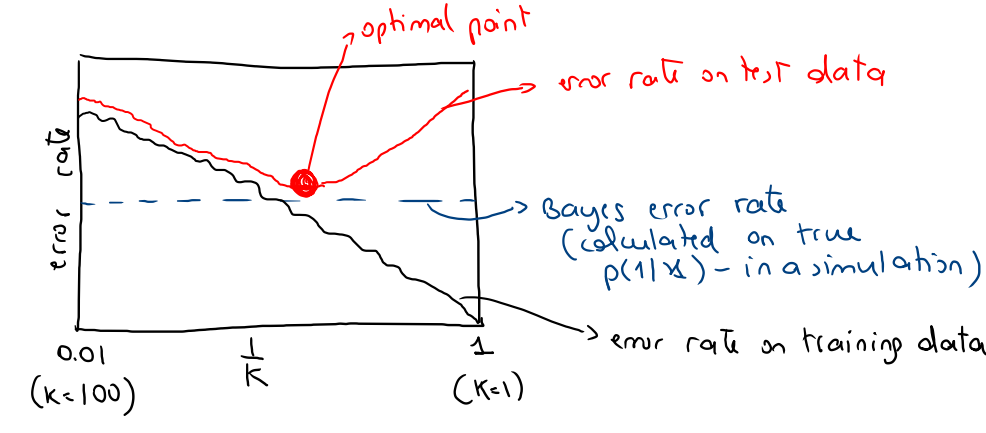 optimal point
error rate on test data
error rate
Bayes error rate
(calculated on true
p(1|x) - in a simulation)
error rate on training data
0.01
1
K
1
(K=100)
(K=1)